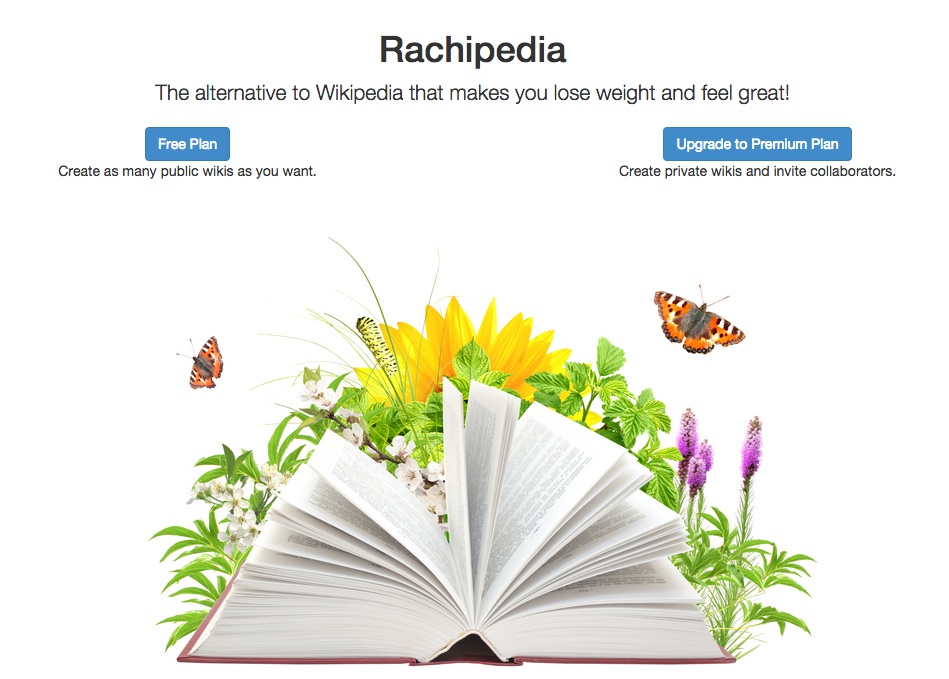 Rachipedia
The alternative to Wikipedia that makes you lose weight and feel great!
Free Plan
Create as many public wikis as you want.
Upgrade to Premium Plan
Create private wikis and invite collaborators.